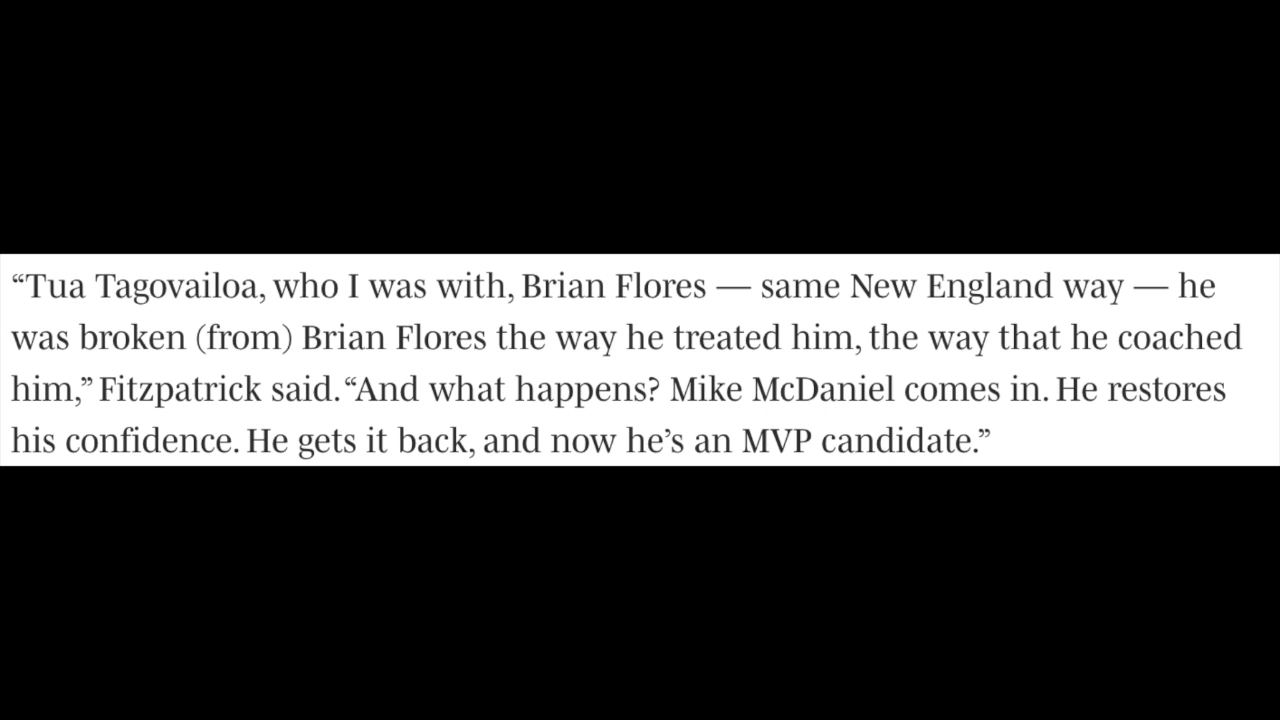 “Tua Tagovailoa, who I was with, Brian Flores — same New England way — he
was broken (from) Brian Flores the way he treated him, the way that he coached
him,” Fitzpatrick said. “And what happens? Mike McDaniel comes in. He restores
his confidence. He gets it back, and now he’s an MVP candidate.”